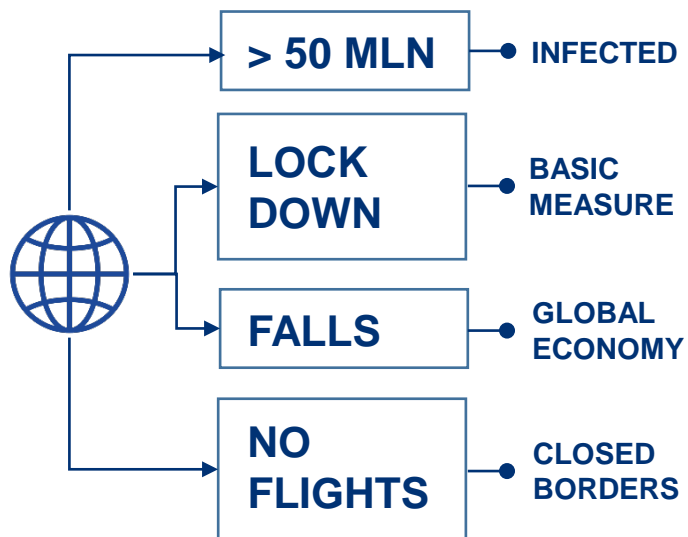 > 50 MLN
INFECTED
LOCK
DOWN
BASIC
MEASURE
FALLS
GLOBAL
ECONOMY
NO
FLIGHTS
CLOSED
BORDERS